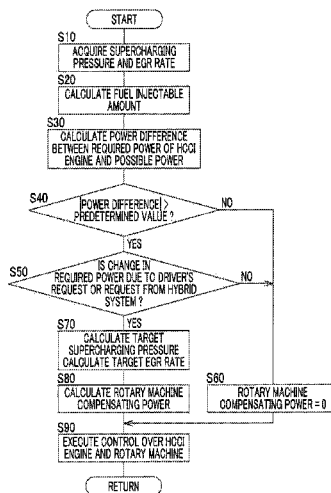 START
S10
ACQUIRE SUPERCHARGING
PRESSURE AND EGR RATE
S20
CALCULATE FUEL INJECTABLE
AMOUNT
S30
CALCULATE POWER DIFFERENCE
BETWEEN REQUIRED POWER OF HCCI
ENGINE AND POSSIBLE POWER
S40
|POWER DIFFERENCE| >
PREDETERMINED VALUE ?
NO
YES
S50
IS CHANGE IN
REQUIRED POWER DUE TO DRIVER'S
REQUEST OR REQUEST FROM HYBRID
SYSTEM ?
NO
YES
S70
CALCULATE TARGET
SUPERCHARGING PRESSURE
CALCULATE TARGET EGR RATE
S80
CALCULATE ROTARY MACHINE
COMPENSATING POWER
S60
ROTARY MACHINE
COMPENSATING POWER = 0
S90
EXECUTE CONTROL OVER HCCI
ENGINE AND ROTARY MACHINE
RETURN